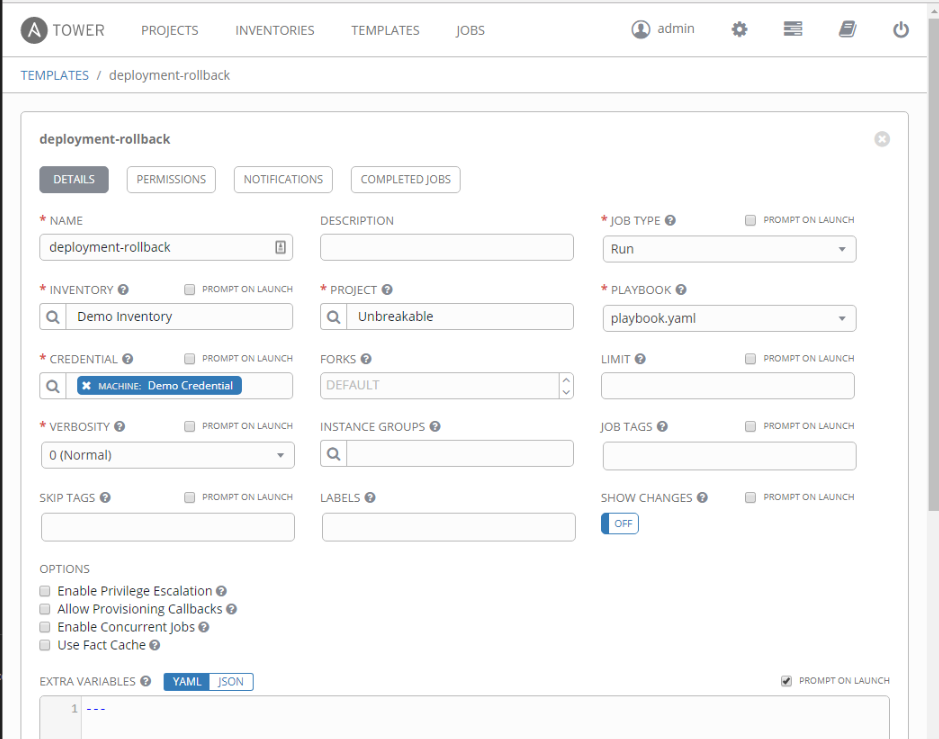 TOWER PROJECTS INVENTORIES TEMPLATES JOBS admin
TEMPLATES / deployment-rollback
deployment-rollback
DETAILS PERMISSIONS NOTIFICATIONS COMPLETED JOBS
* NAME DESCRIPTION * JOB TYPE ? PROMPT ON LAUNCH
deployment-rollback Run
* INVENTORY ? PROMPT ON LAUNCH * PROJECT ? * PLAYBOOK ?
Demo Inventory Unbreakable playbook.yaml
* CREDENTIAL ? PROMPT ON LAUNCH FORKS ? LIMIT ? PROMPT ON LAUNCH
MACHINE: Demo Credential DEFAULT
* VERBOSITY ? PROMPT ON LAUNCH INSTANCE GROUPS ? JOB TAGS ? PROMPT ON LAUNCH
0 (Normal)
SKIP TAGS ? PROMPT ON LAUNCH LABELS ? SHOW CHANGES ? PROMPT ON LAUNCH
OFF
OPTIONS
Enable Privilege Escalation ?
Allow Provisioning Callbacks ?
Enable Concurrent Jobs ?
Use Fact Cache ?
EXTRA VARIABLES ? YAML JSON PROMPT ON LAUNCH
1 ---